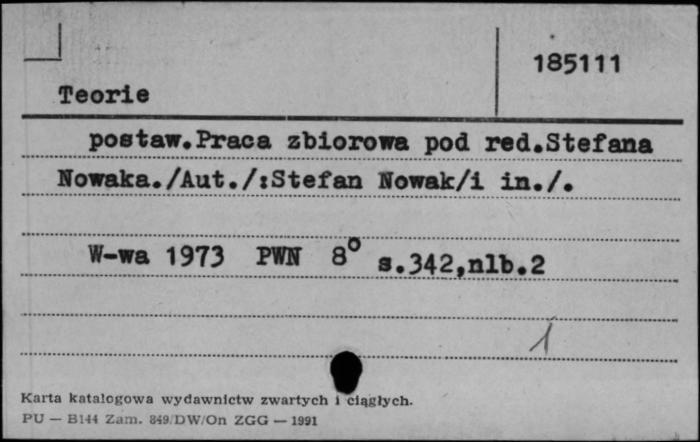 185111
Teorie
postaw.Praca zbiorowa pod red.Stefana
Nowaka./Aut./:Stefan Nowak/i in./.
W-wa 1973 PWN 8° s.342,nlb.2
1
Karta katalogowa wydawnictw zwartych i ciągłych.
PU — B144 Zam. 849/DW/On ZGG — 1991